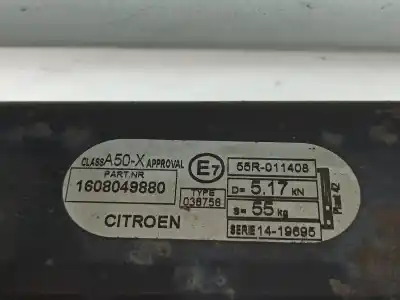 CLASS A50-X APPROVAL
PART.NR
1608049880
CITROEN
E7
TYPE
038756
55R-011408
D= 5.17 KN
S= 55 kg
SERIE 14-19695